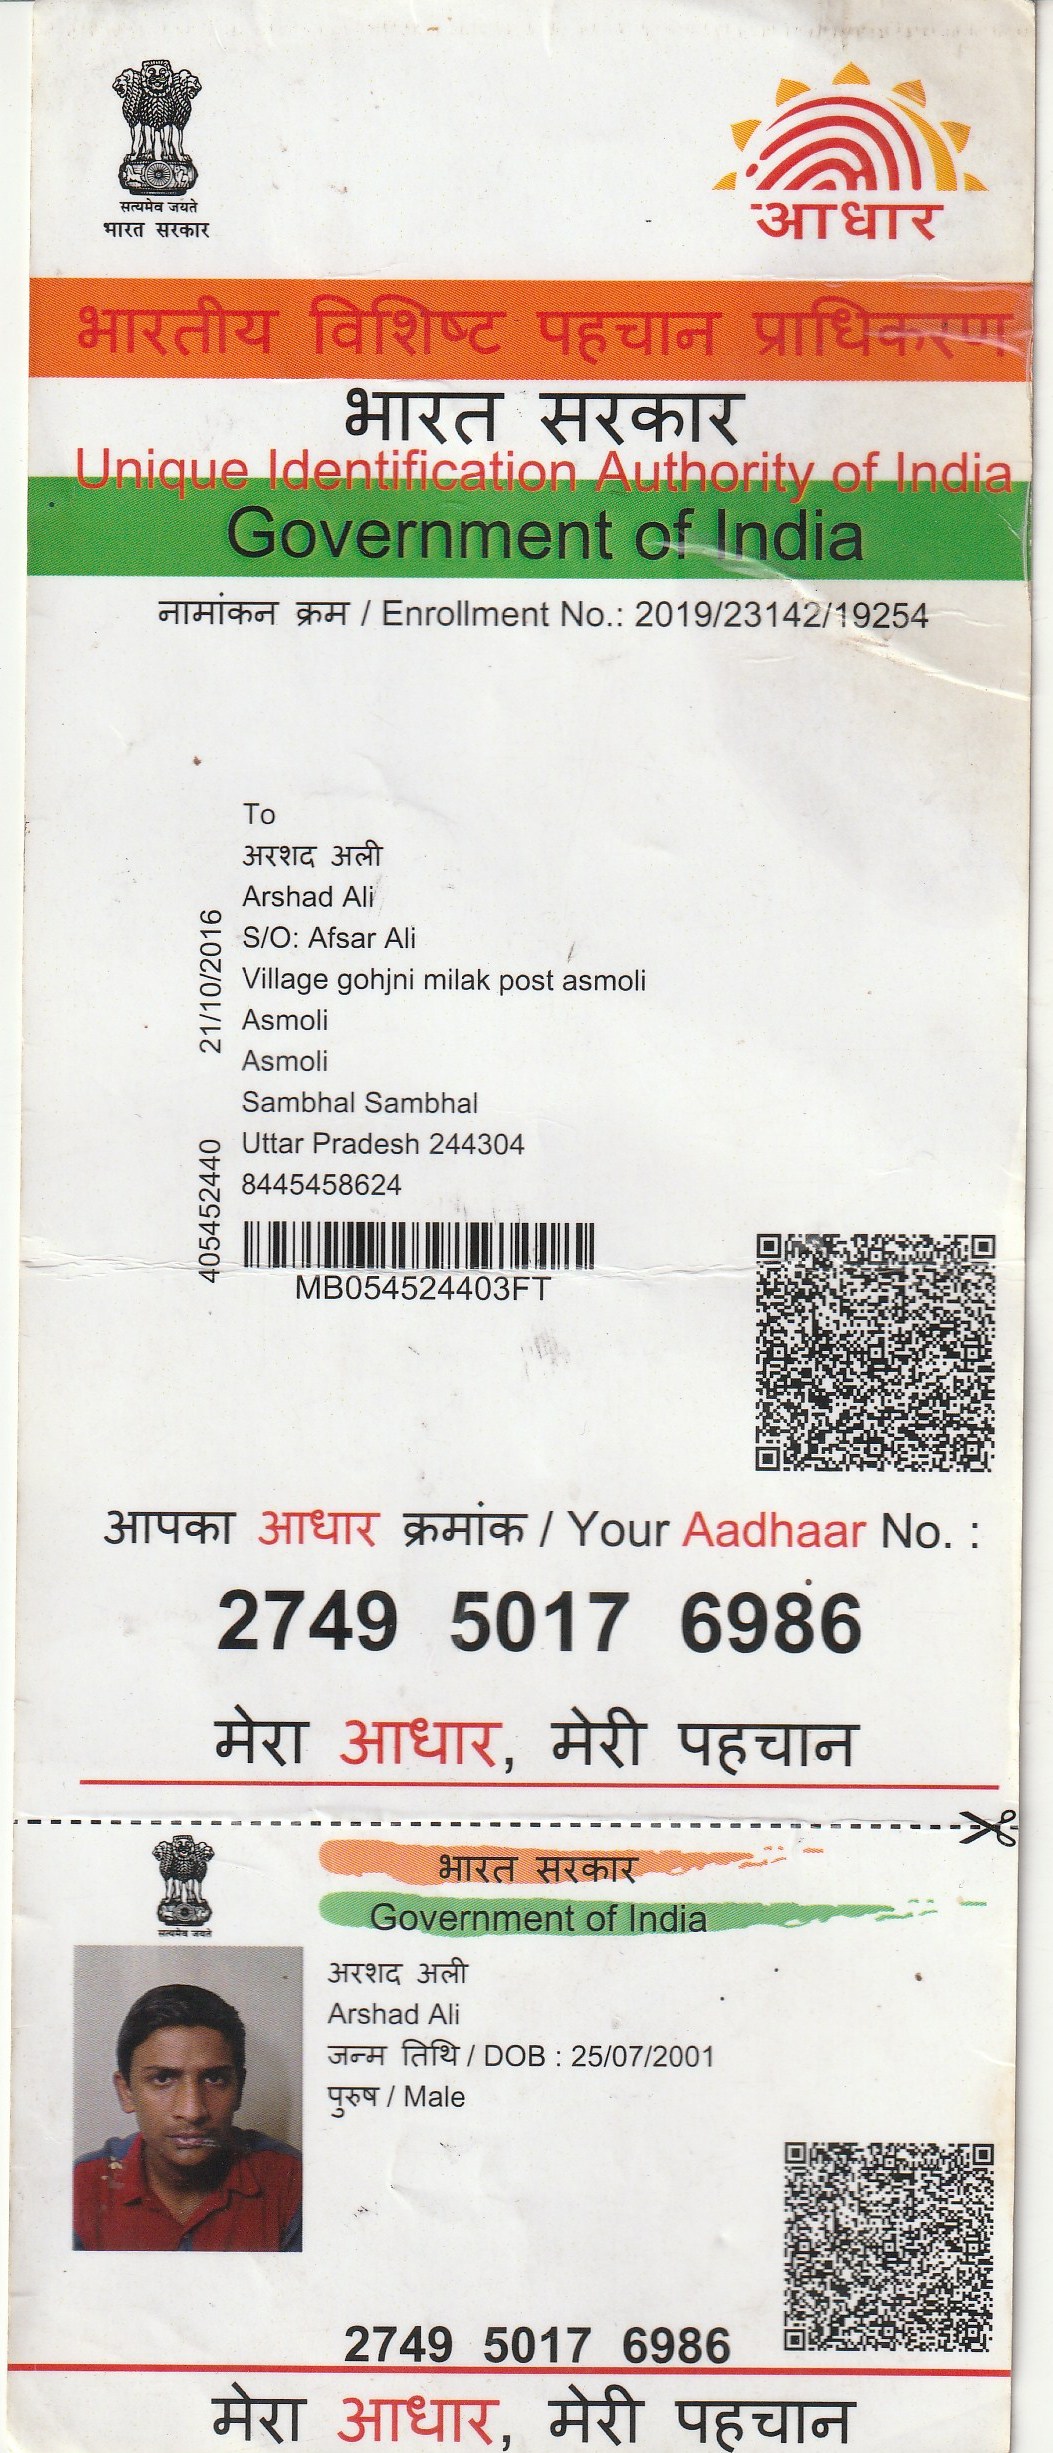 सत्यमेव जयते
भारत सरकार
आधार
भारतीय विशिष्ट पहचान प्राधिकरण
भारत सरकार
Unique Identification Authority of India
Government of India
नामांकन क्रम / Enrollment No.: 2019/23142/19254
To
अरशद अली
Arshad Ali
S/O: Afsar Ali
Village gohjni milak post asmoli
Asmoli
Asmoli
Sambhal Sambhal
Uttar Pradesh 244304
8445458624
21/10/2016
405452440
MB054524403FT
आपका आधार क्रमांक / Your Aadhaar No. :
2749 5017 6986
मेरा आधार, मेरी पहचान
सत्यमेव जयते
भारत सरकार
Government of India
अरशद अली
Arshad Ali
जन्म तिथि / DOB : 25/07/2001
पुरुष / Male
2749 5017 6986
मेरा आधार, मेरी पहचान